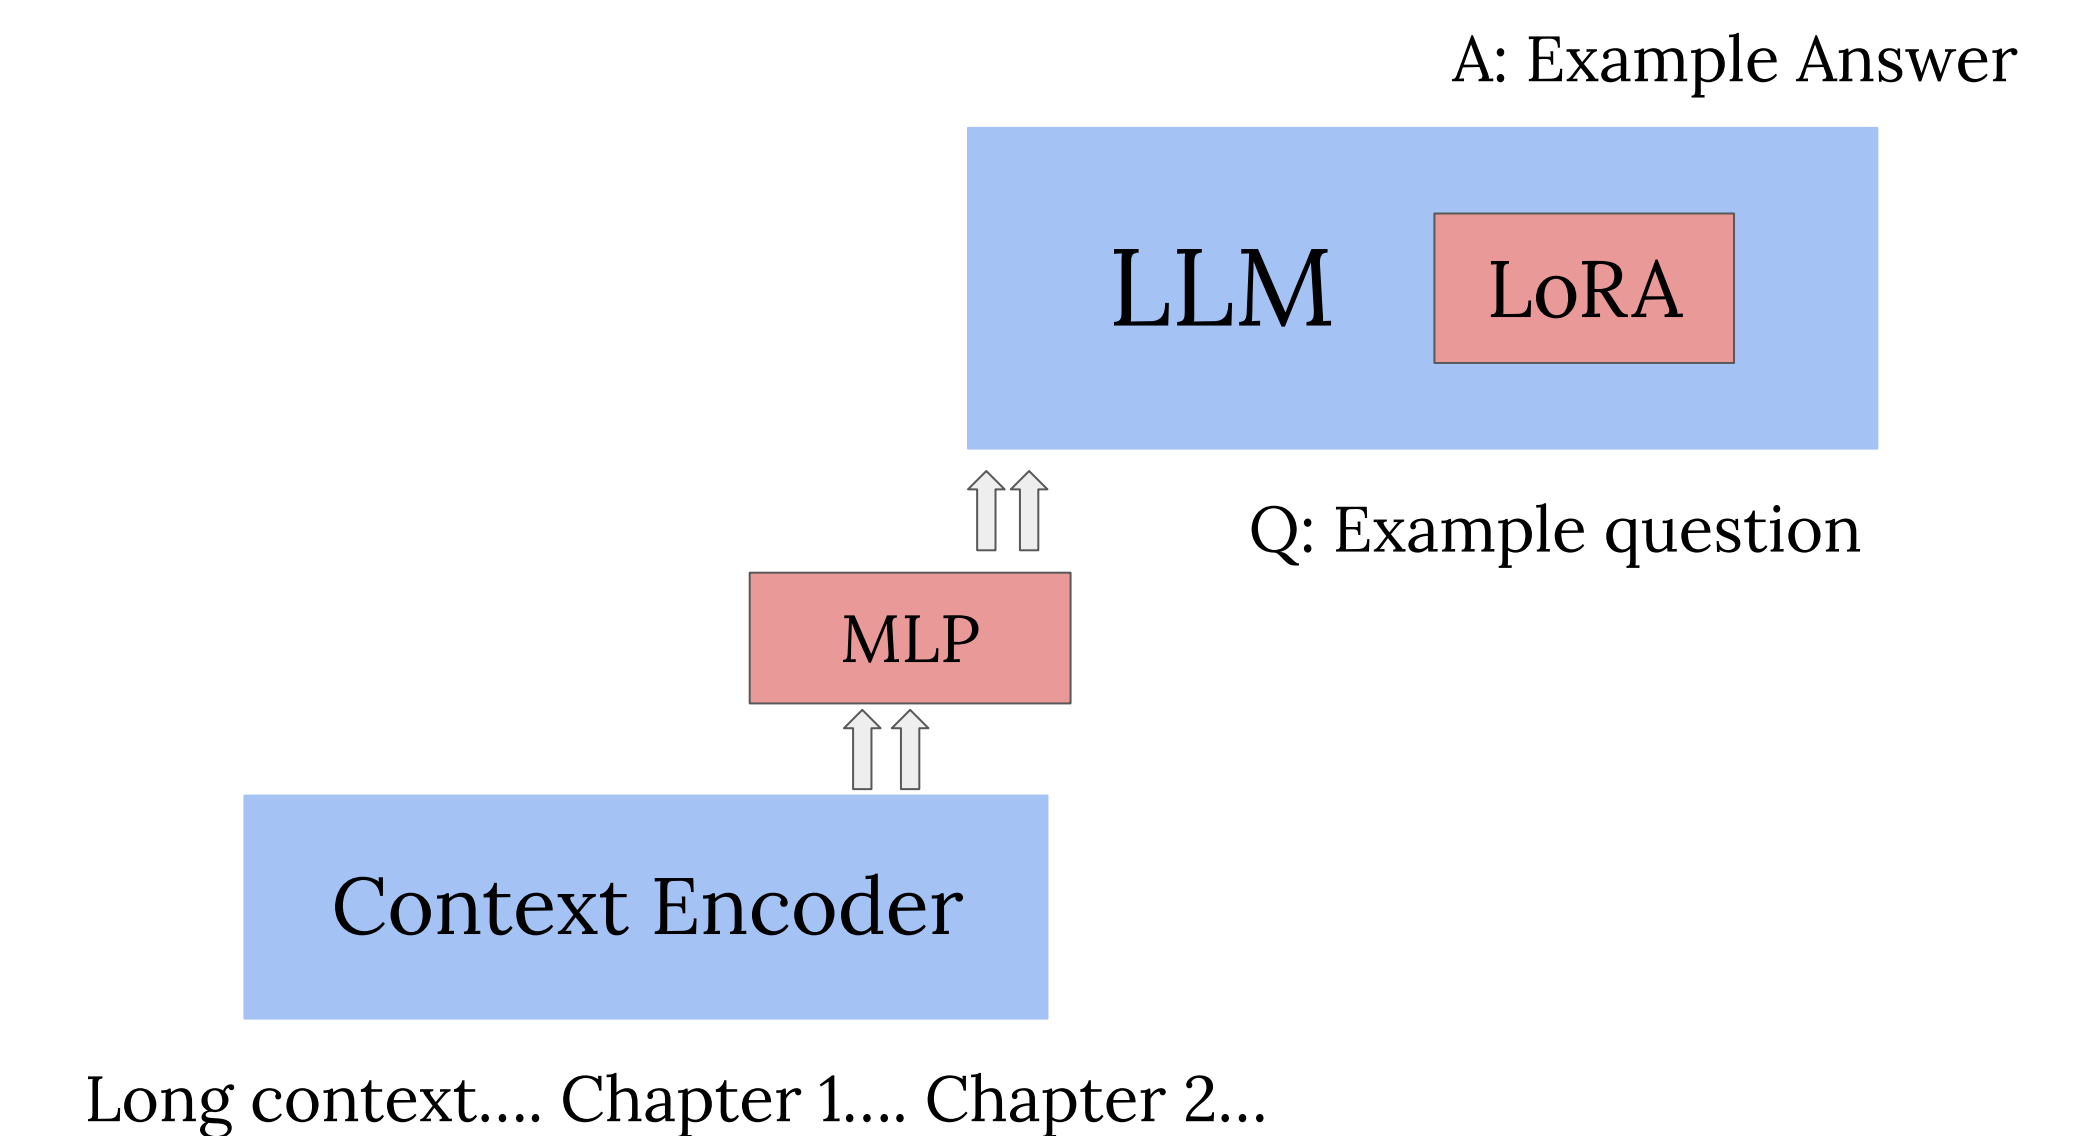 A: Example Answer
LLM
LoRA
Q: Example question
MLP
Context Encoder
Long context.... Chapter 1.... Chapter 2...